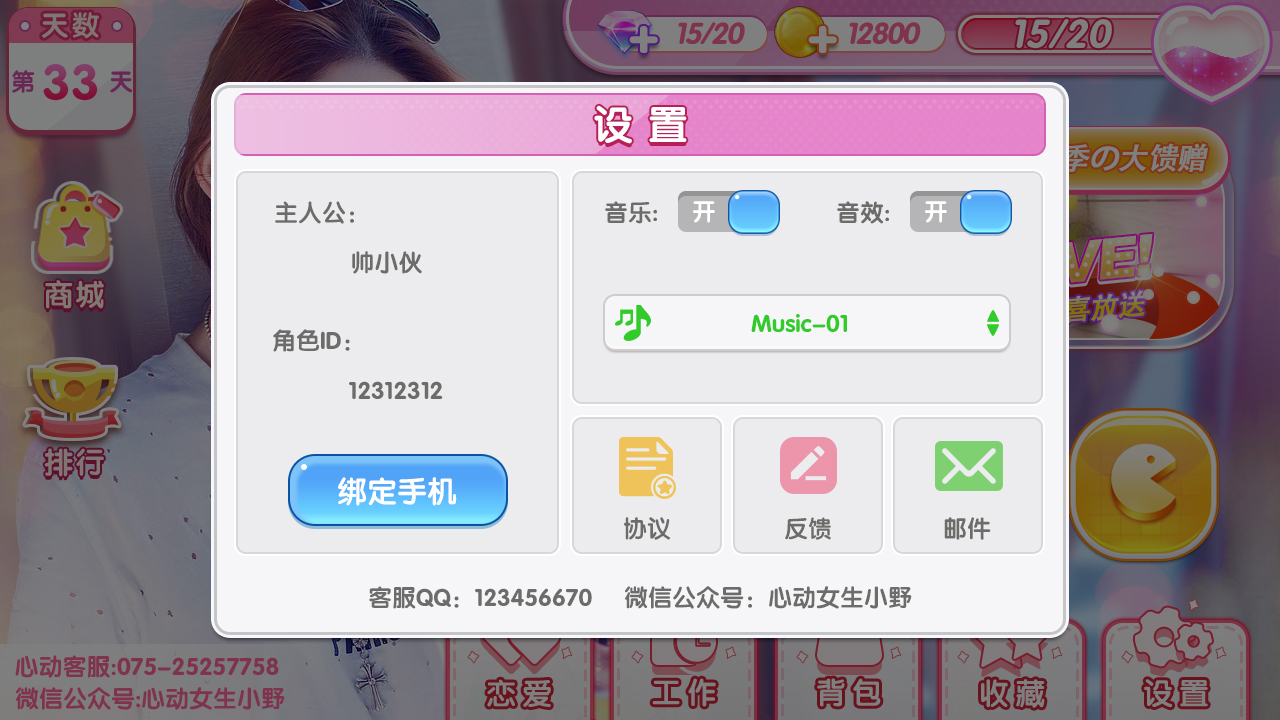 天数
第33天
15/20
12800
15/20
设置
季の大馈赠
主人公:
帅小伙
音乐:
开
音效:
开
VE!
喜放送
商城
Music-01
角色ID:
12312312
排行
绑定手机
协议
反馈
邮件
客服QQ：123456670
微信公众号：心动女生小野
心动客服:075-25257758
微信公众号:心动女生小野
恋爱
工作
背包
收藏
设置